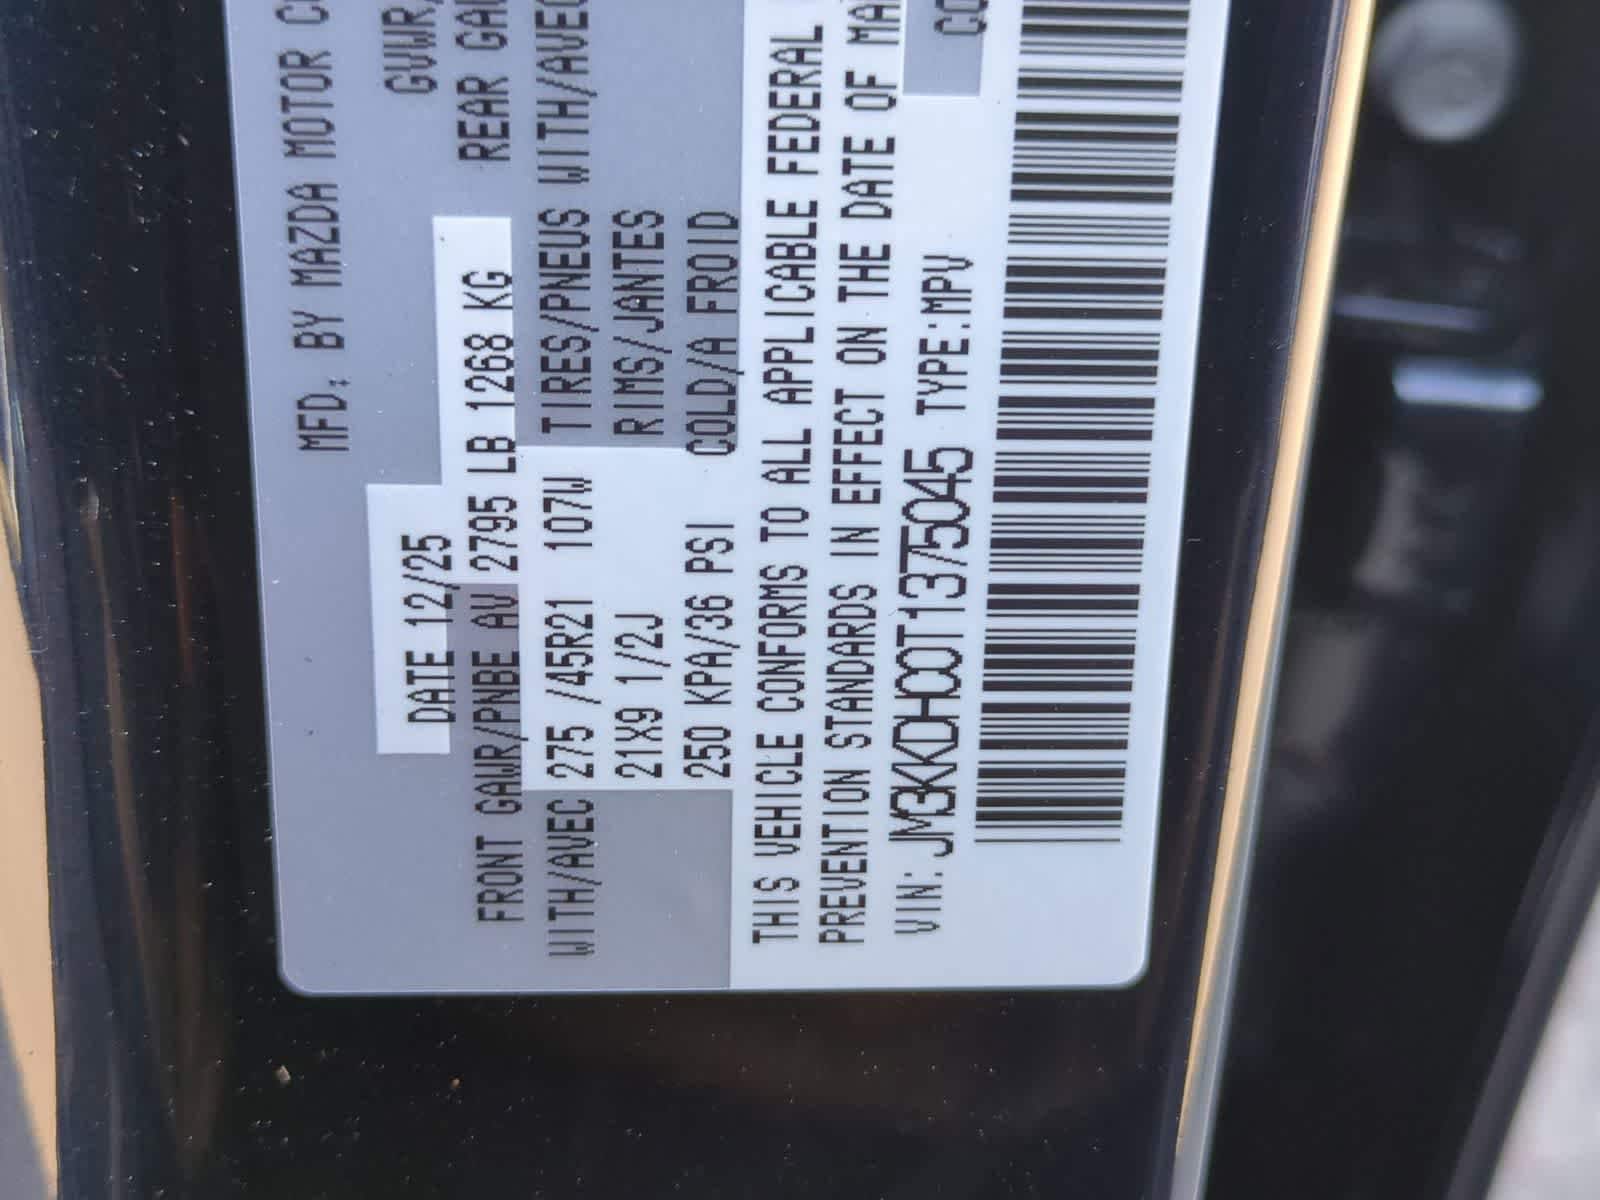 MFD. BY MAZDA MOTOR
DATE 12/25
GVWR/
FRONT GAWR/PNBE AV 2795 LB 1268 KG
REAR
WITH/AVEC 275 /45R21 107W TIRES/PNEUS WITH/AVEC
21X9 1/2J RIMS/JANTES
250 KPA/36 PSI COLD/A FROID
THIS VEHICLE CONFORMS TO ALL APPLICABLE FEDERAL
PREVENTION STANDARDS IN EFFECT ON THE DATE OF
VIN: JM3KKDHC0T1375045 TYPE:MPV